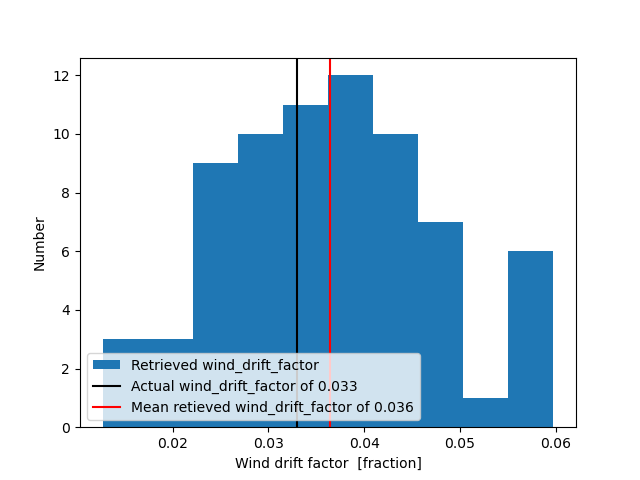 12
10
8
6
4
2
0
Number
Retrieved wind_drift_factor
Actual wind_drift_factor of 0.033
Mean retieved wind_drift_factor of 0.036
0.02 0.03 0.04 0.05 0.06
Wind drift factor [fraction]